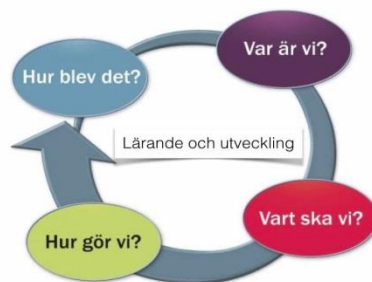 Var är vi?
Hur blev det?
Lärande och utveckling
Vart ska vi?
Hur gör vi?